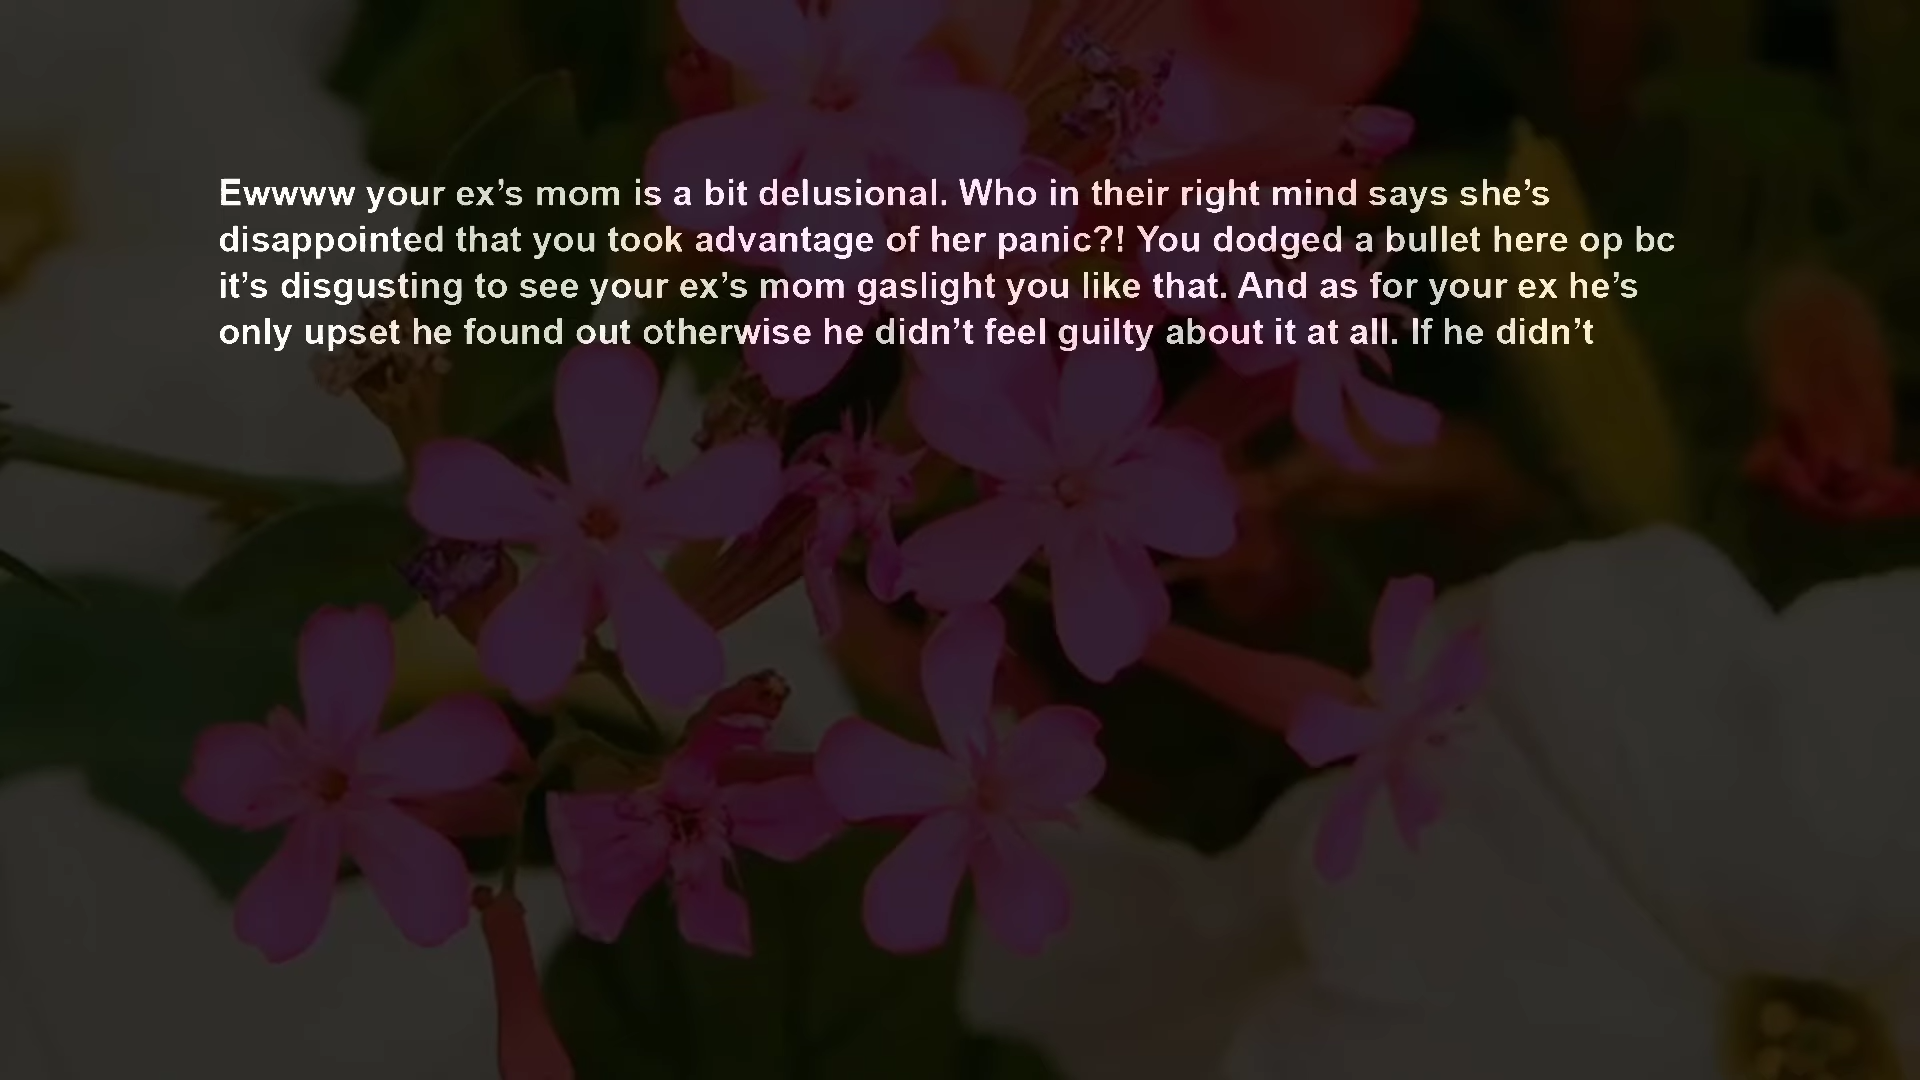 Ewwww your ex’s mom is a bit delusional. Who in their right mind says she’s
disappointed that you took advantage of her panic?! You dodged a bullet here op bc
it’s disgusting to see your ex’s mom gaslight you like that. And as for your ex he’s
only upset he found out otherwise he didn’t feel guilty about it at all. If he didn’t